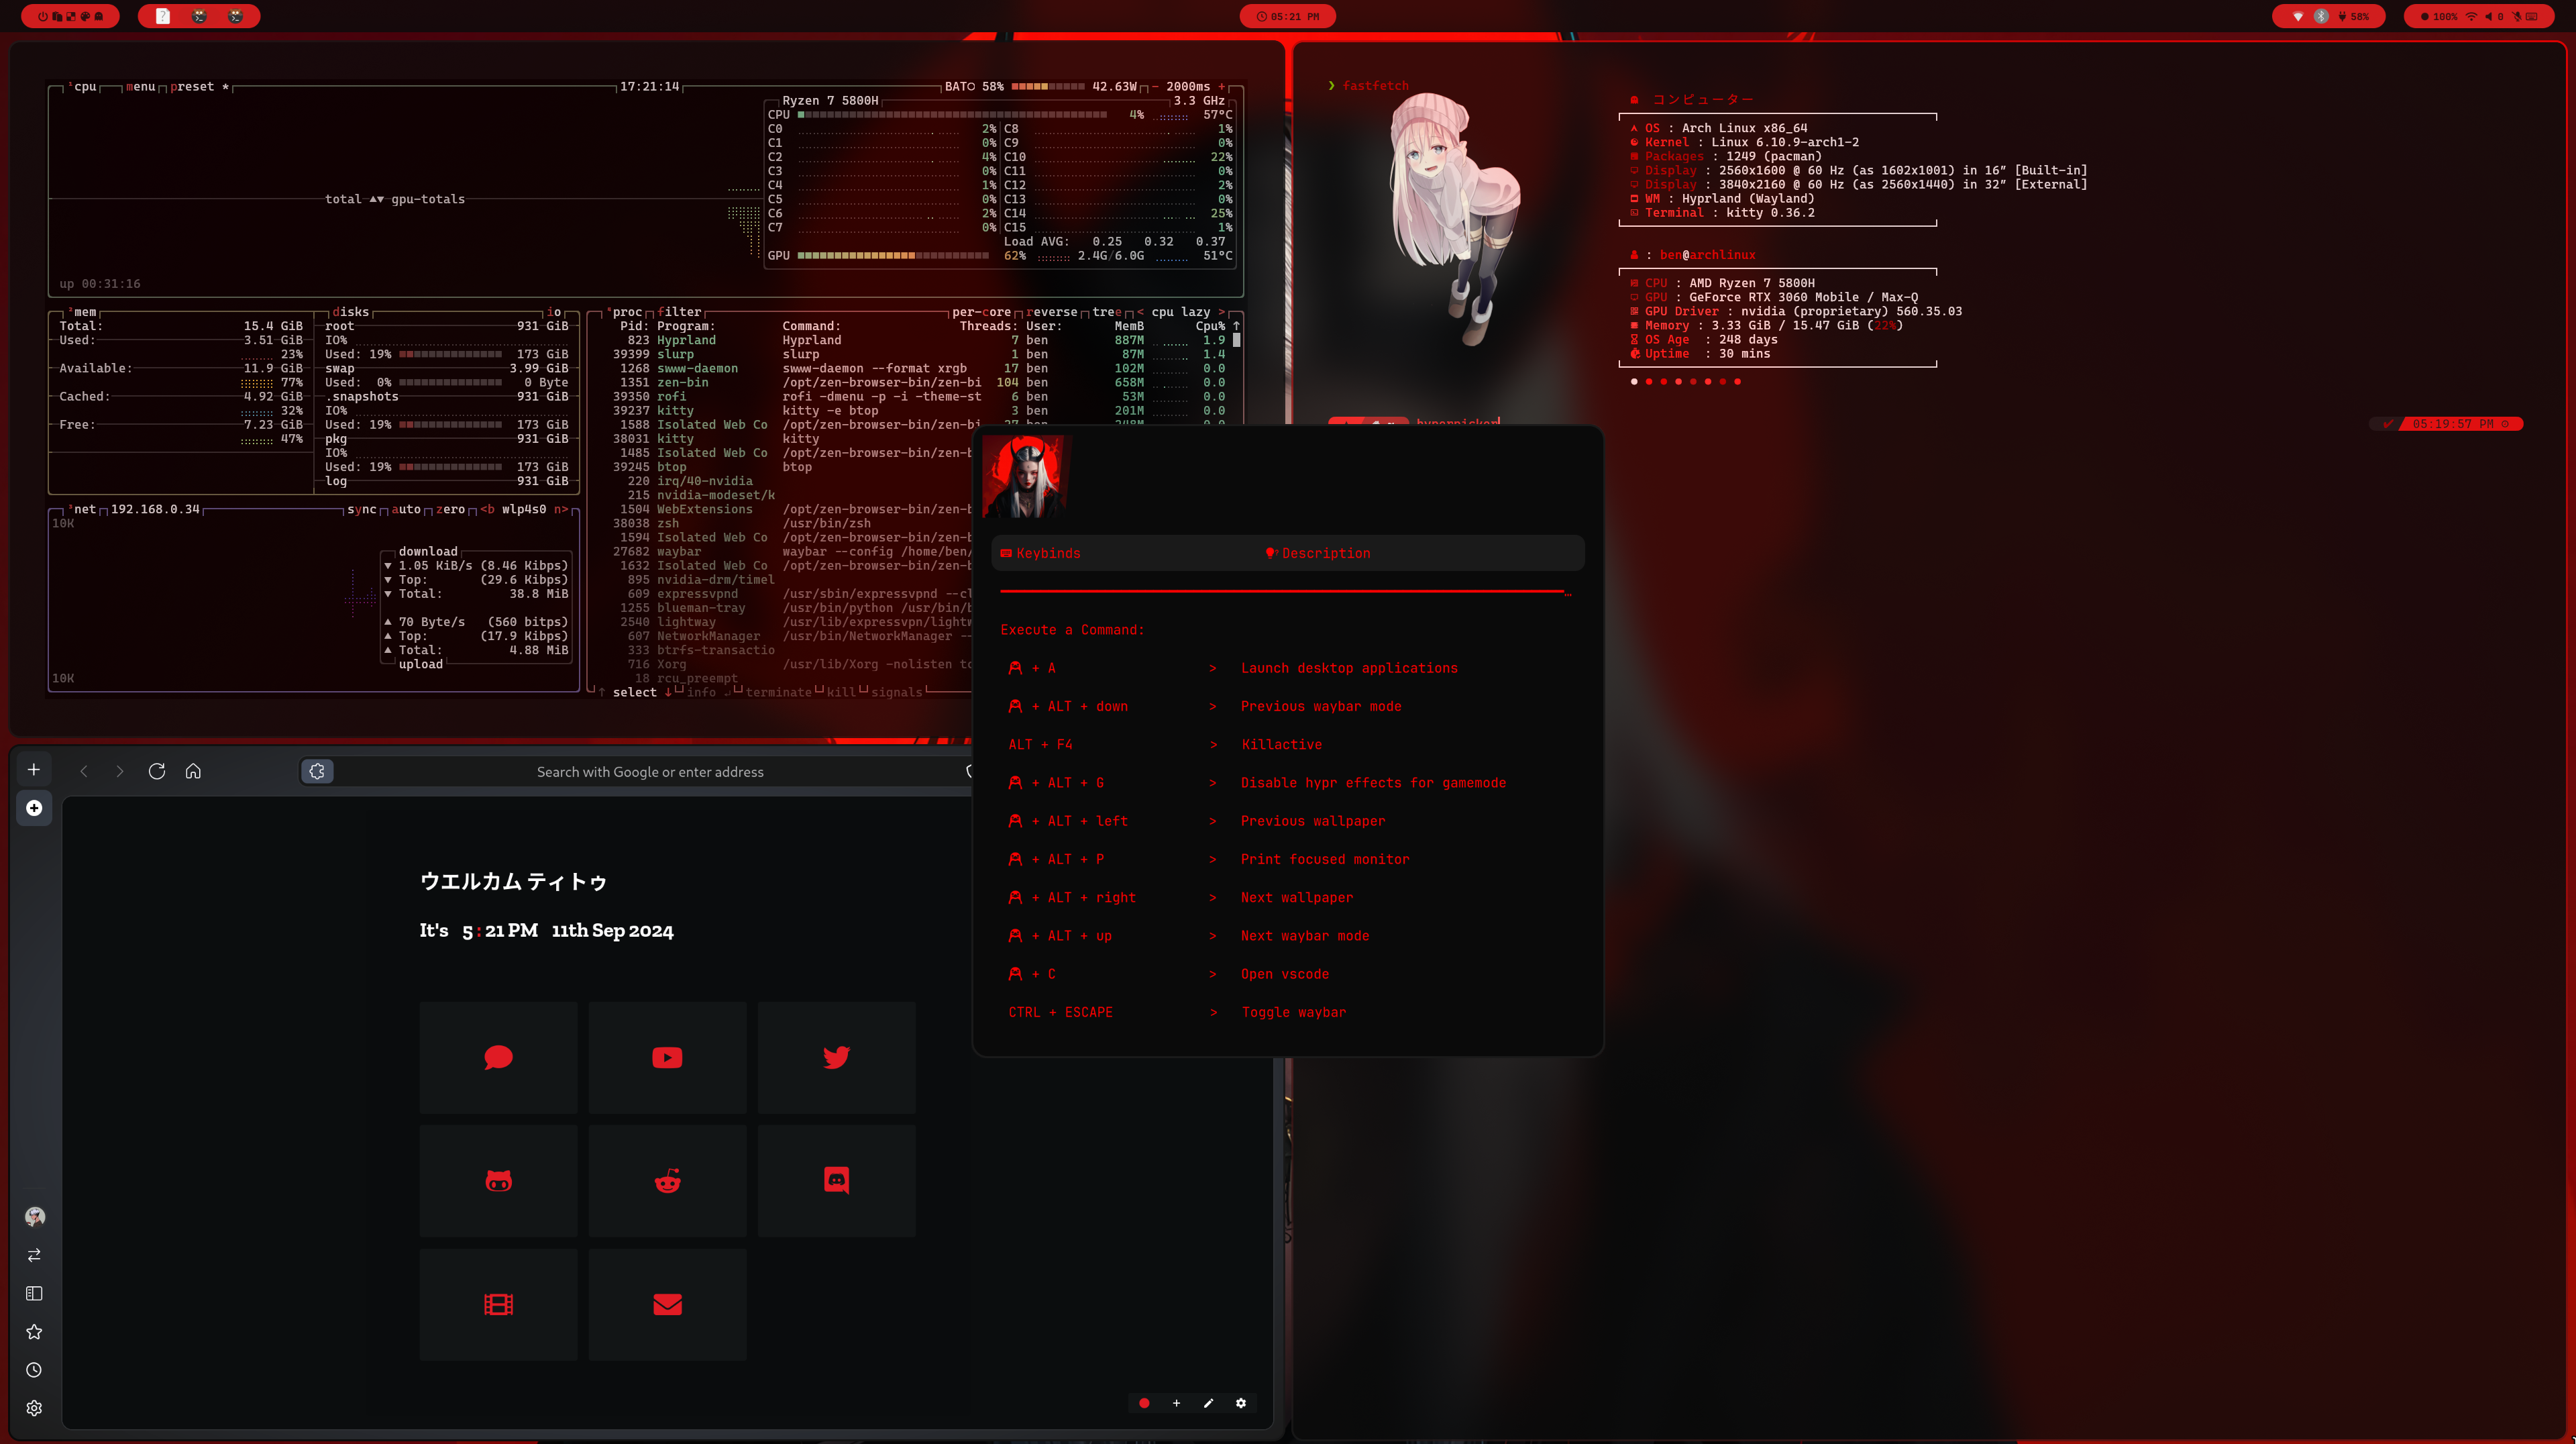 05:21 PM
58%
100%
0
cpu menu preset *
17:21:14
BAT 58% 42.63W - 2000ms +
Ryzen 7 5800H 3.3 GHz
CPU 4% 57°C
C0 2% C8 1%
C1 0% C9 0%
C2 4% C10 22%
C3 0% C11 0%
C4 1% C12 2%
C5 0% C13 0%
C6 2% C14 25%
C7 0% C15 1%
Load AVG: 0.25 0.32 0.37
GPU 62% 2.4G/6.0G 51°C
total ▲▼ gpu-totals
up 00:31:16
mem
Total: 15.4 GiB
Used: 3.51 GiB
23%
Available: 11.9 GiB
77%
Cached: 4.92 GiB
32%
Free: 7.23 GiB
47%
disks io
root 931 GiB
IO%
Used: 19% 173 GiB
swap 3.99 GiB
Used: 0% 0 Byte
.snapshots 931 GiB
IO%
Used: 19% 173 GiB
pkg 931 GiB
IO%
Used: 19% 173 GiB
log 931 GiB
net 192.168.0.34 sync auto zero <b wlp4s0 n>
10K
download
▼ 1.05 KiB/s (8.46 Kibps)
▼ Top: (29.6 Kibps)
▼ Total: 38.8 MiB
▲ 70 Byte/s (560 bitps)
▲ Top: (17.9 Kibps)
▲ Total: 4.88 MiB
upload
10K
proc filter per-core reverse tree < cpu lazy >
Pid: Program: Command: Threads: User: MemB Cpu% ↑
823 Hyprland Hyprland 7 ben 887M 1.9
39399 slurp slurp 1 ben 87M 1.4
1268 swww-daemon swww-daemon --format xrgb 17 ben 102M 0.0
1351 zen-bin /opt/zen-browser-bin/zen-bi 104 ben 658M 0.0
39350 rofi rofi -dmenu -p -i -theme-st 6 ben 53M 0.0
39237 kitty kitty -e btop 3 ben 201M 0.0
1588 Isolated Web Co /opt/zen-browser-bin/zen-bi
38031 kitty kitty
1485 Isolated Web Co /opt/zen-browser-bin/zen-b
39245 btop btop
220 irq/40-nvidia
215 nvidia-modeset/k
1504 WebExtensions /opt/zen-browser-bin/zen-b
38038 zsh /usr/bin/zsh
1594 Isolated Web Co /opt/zen-browser-bin/zen-b
27682 waybar waybar --config /home/ben/
1632 Isolated Web Co /opt/zen-browser-bin/zen-b
895 nvidia-drm/timel
609 expressvpnd /usr/sbin/expressvpnd --cl
1255 blueman-tray /usr/bin/python /usr/bin/b
2540 lightway /usr/lib/expressvpn/lightw
607 NetworkManager /usr/bin/NetworkManager --
333 btrfs-transactio
716 Xorg /usr/lib/Xorg -nolisten tc
18 rcu_preempt
↑ select ↓ info terminate kill signals
❯ fastfetch
コンピューター
OS : Arch Linux x86_64
Kernel : Linux 6.10.9-arch1-2
Packages : 1249 (pacman)
Display : 2560x1600 @ 60 Hz (as 1602x1001) in 16″ [Built-in]
Display : 3840x2160 @ 60 Hz (as 2560x1440) in 32″ [External]
WM : Hyprland (Wayland)
Terminal : kitty 0.36.2
: ben@archlinux
CPU : AMD Ryzen 7 5800H
GPU : GeForce RTX 3060 Mobile / Max-Q
GPU Driver : nvidia (proprietary) 560.35.03
Memory : 3.33 GiB / 15.47 GiB (22%)
OS Age : 248 days
Uptime : 30 mins
05:19:57 PM
Keybinds Description
Execute a Command:
+ A > Launch desktop applications
+ ALT + down > Previous waybar mode
ALT + F4 > Killactive
+ ALT + G > Disable hypr effects for gamemode
+ ALT + left > Previous wallpaper
+ ALT + P > Print focused monitor
+ ALT + right > Next wallpaper
+ ALT + up > Next waybar mode
+ C > Open vscode
CTRL + ESCAPE > Toggle waybar
Search with Google or enter address
ウエルカム ティトゥ
It's 5:21 PM 11th Sep 2024